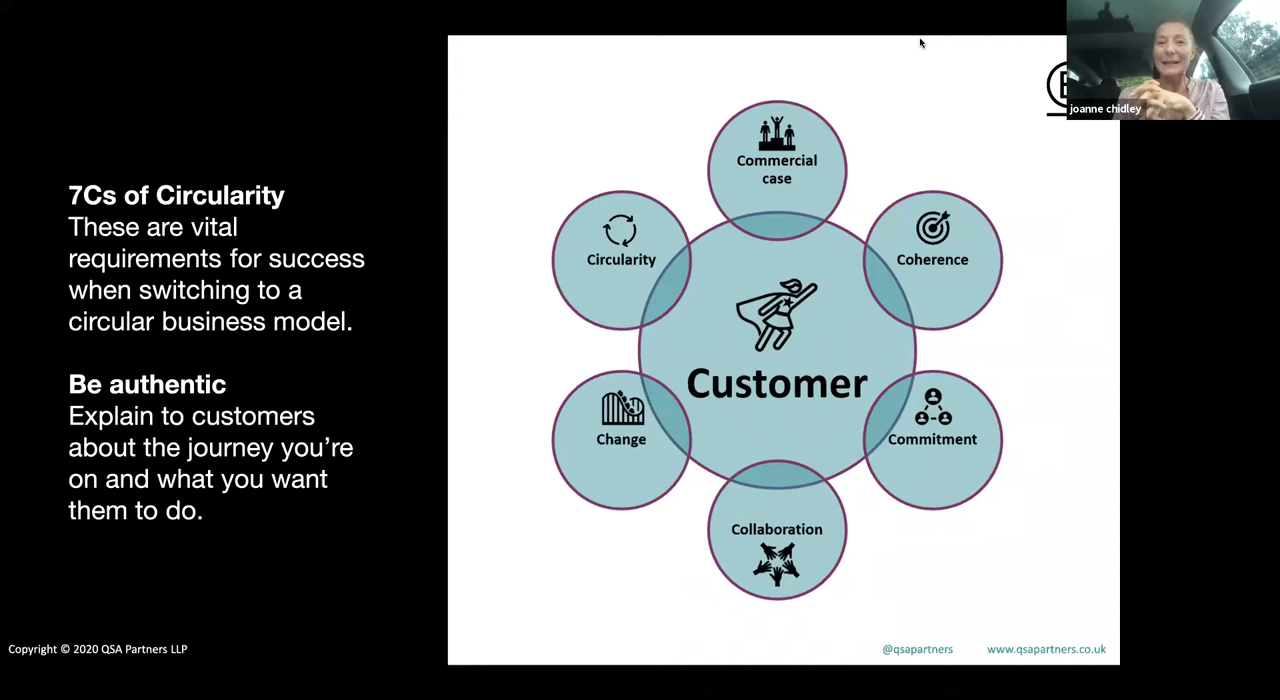 7Cs of Circularity
These are vital
requirements for success
when switching to a
circular business model.
Be authentic
Explain to customers
about the journey you’re
on and what you want
them to do.
Commercial
case
Circularity
Coherence
Customer
Change
Commitment
Collaboration
joanne chidley
Copyright © 2020 QSA Partners LLP
@qsapartners
www.qsapartners.co.uk